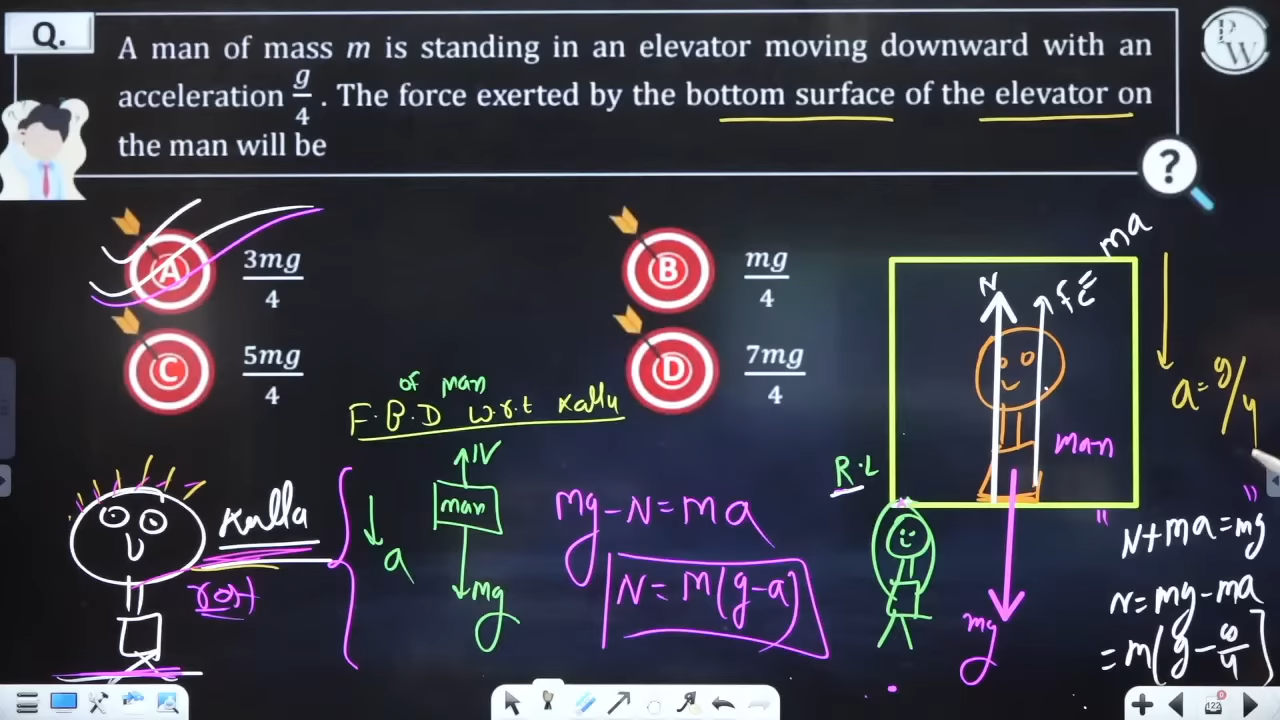 Q.
A man of mass m is standing in an elevator moving downward with an
acceleration g/4 . The force exerted by the bottom surface of the elevator on
the man will be
PW
?
A 3mg/4
B mg/4
C 5mg/4
D 7mg/4
of man
F.B.D w.r.t Kallu
N
man
mg
a
Kallu
mg-N=ma
N=m(g-a)
R.L
ma
N
man
mg
a=g/4
" "
N+ma=mg
N=mg-ma
122